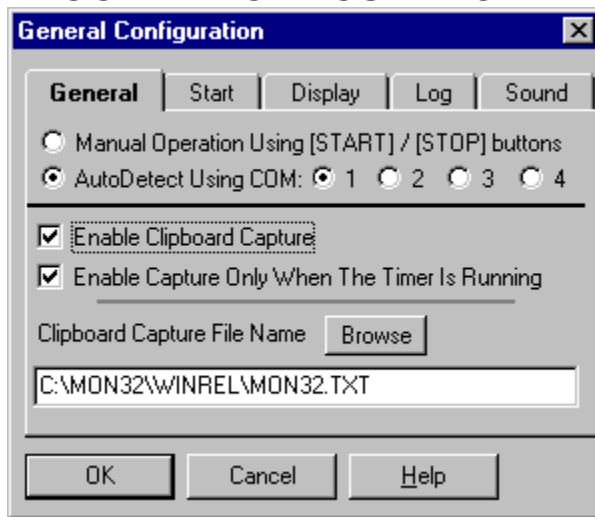 General Configuration
General Start Display Log Sound
Manual Operation Using [START] / [STOP] buttons
AutoDetect Using COM: 1 2 3 4
Enable Clipboard Capture
Enable Capture Only When The Timer Is Running
Clipboard Capture File Name Browse
C:\MON32\WINREL\MON32.TXT
OK Cancel Help